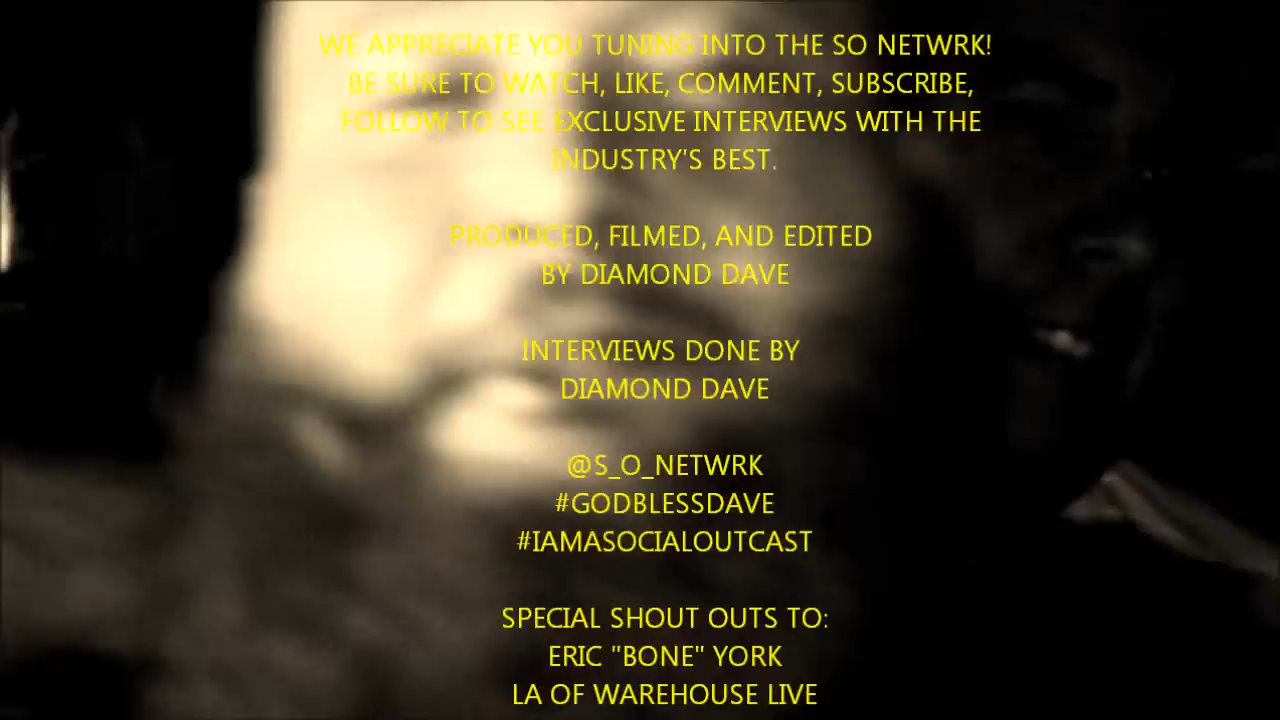 WE APPRECIATE YOU TUNING INTO THE SO NETWRK!
BE SURE TO WATCH, LIKE, COMMENT, SUBSCRIBE,
FOLLOW TO SEE EXCLUSIVE INTERVIEWS WITH THE
INDUSTRY'S BEST.
PRODUCED, FILMED, AND EDITED
BY DIAMOND DAVE
INTERVIEWS DONE BY
DIAMOND DAVE
@S_O_NETWRK
#GODBLESSDAVE
#IAMASOCIALOUTCAST
SPECIAL SHOUT OUTS TO:
ERIC "BONE" YORK
LA OF WAREHOUSE LIVE